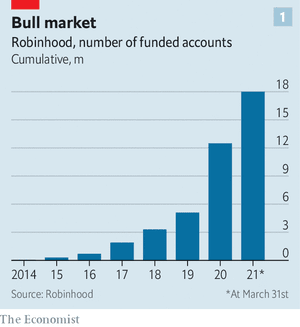 Bull market
1
Robinhood, number of funded accounts
Cumulative, m
18
15
12
9
6
3
0
2014 15 16 17 18 19 20 21*
Source: Robinhood
*At March 31st
The Economist